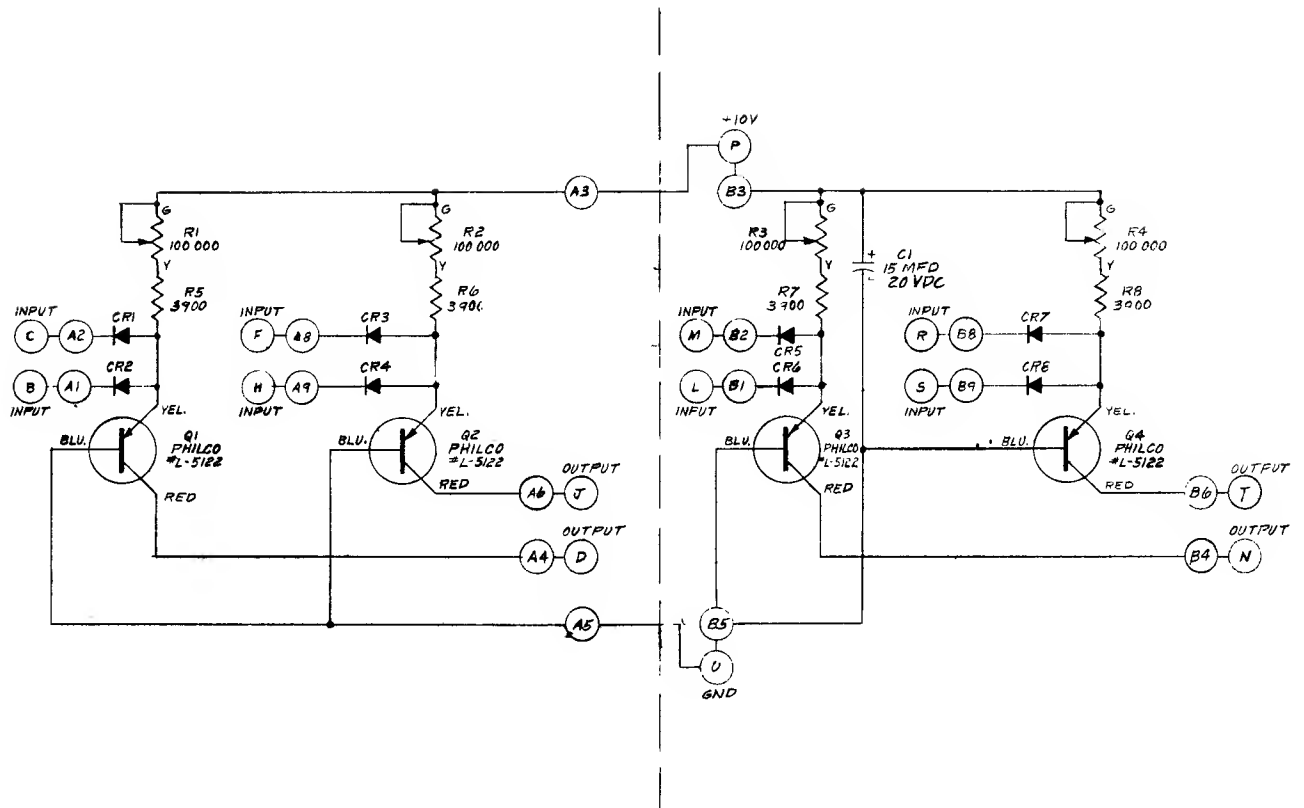 +10V
P
A3
B3
G
R1
100 000
Y
R5
3900
G
R2
100 000
Y
R6
390
G
R3
100 000
Y
R7
3900
+
C1
15 MFD
20 VDC
-
G
R4
100 000
Y
R8
3900
INPUT
C
A2
CR1
INPUT
F
A8
CR3
INPUT
M
B2
CR5
INPUT
R
B8
CR7
B
A1
CR2
INPUT
H
A9
CR4
INPUT
L
B1
CR6
INPUT
S
B9
CR8
INPUT
YEL.
BLU.
Q1
PHILCO
#L-5122
RED
YEL.
BLU.
Q2
PHILCO
#L-5122
RED
YEL.
BLU.
Q3
PHILCO
#L-5122
YEL.
BLU.
Q4
PHILCO
#L-5122
RED
OUTPUT
A6
J
OUTPUT
A4
D
OUTPUT
B6
T
OUTPUT
B4
N
A5
B5
U
GND